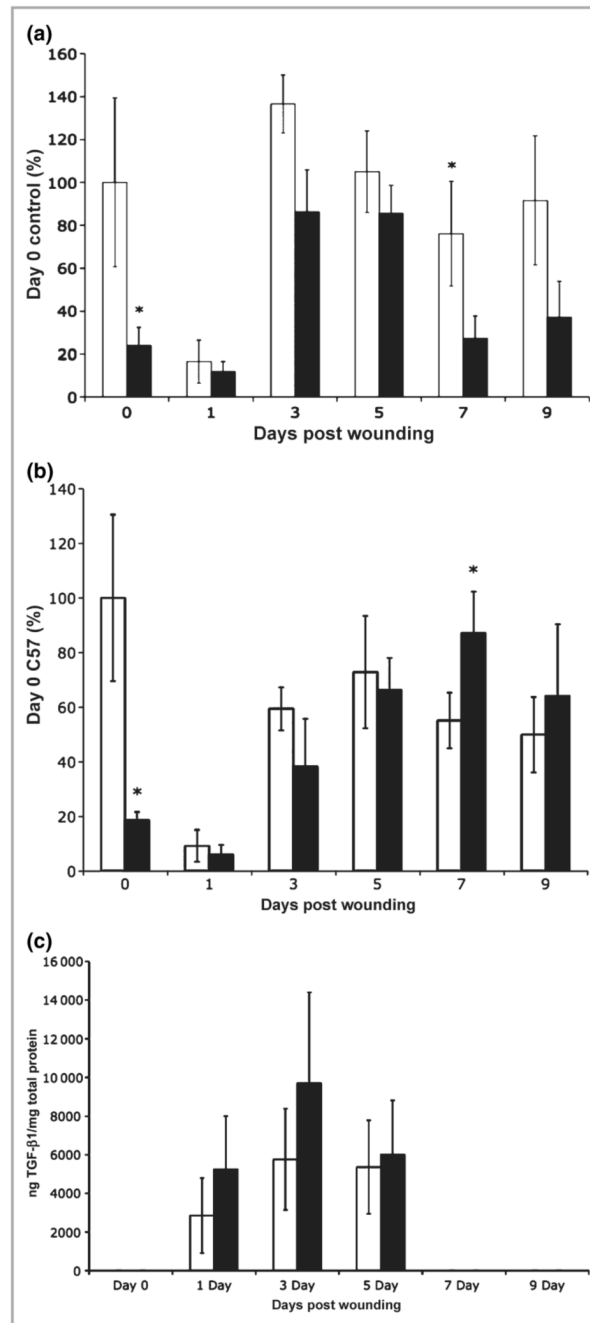 (a)
160
140
120
100
80
60
40
20
0
Day 0 control (%)
*
*
0 1 3 5 7 9
Days post wounding
(b)
140
120
100
80
60
40
20
0
Day 0 C57 (%)
*
*
0 1 3 5 7 9
Days post wounding
(c)
16 000
14 000
12 000
10 000
8000
6000
4000
2000
0
ng TGF-β1/mg total protein
Day 0 1 Day 3 Day 5 Day 7 Day 9 Day
Days post wounding